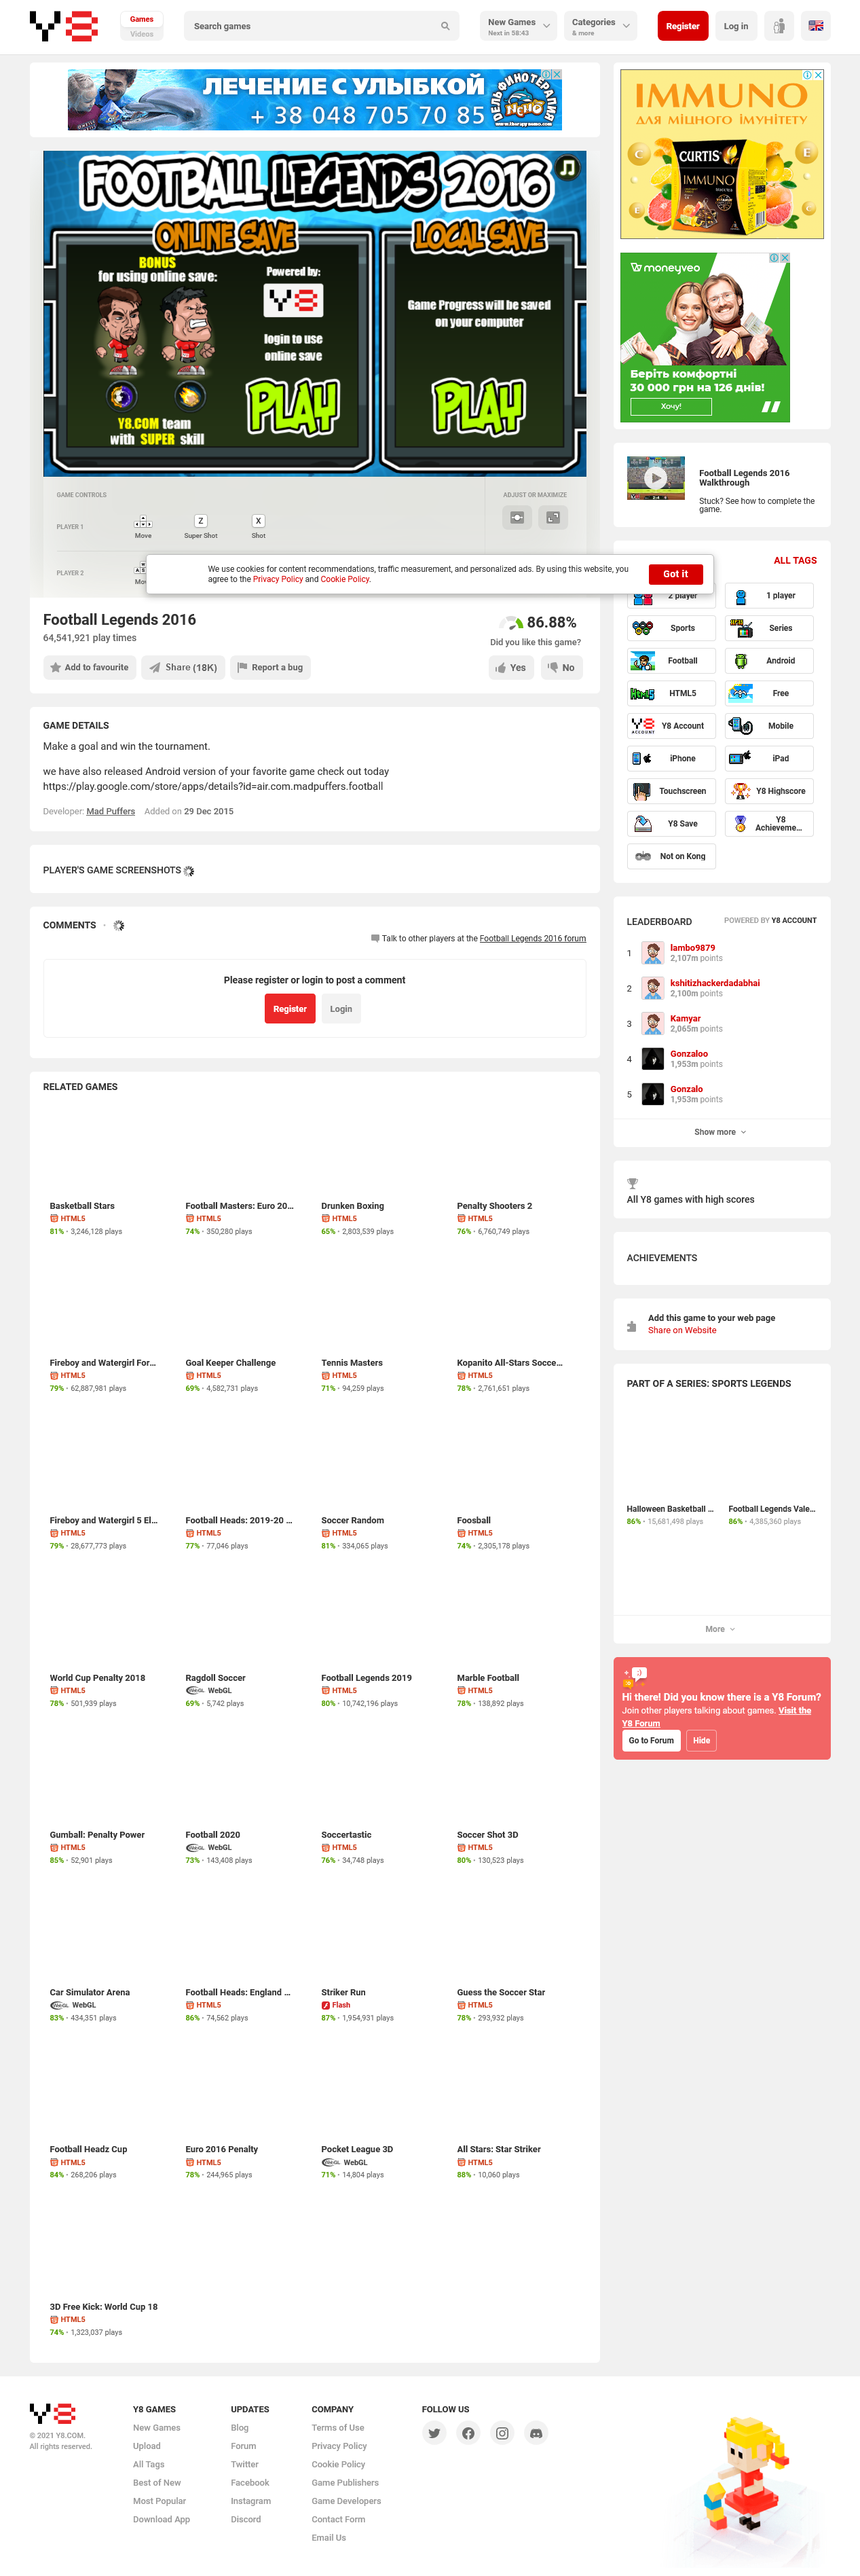 Y8
Games
Videos
Search games
New Games
Next in 58:43
Categories
& more
Register
Log in
ЛЕЧЕНИЕ С УЛЫБКОЙ
+ 38 048 705 70 85
ДЕЛЬФИНОТЕРАПИЯ
NEMO
www.therapynemo.com
IMMUNO
ДЛЯ МІЦНОГО ІМУНІТЕТУ
CURTIS
IMMUNO
moneyveo
Беріть комфортні
30 000 грн на 126 днів!
Хочу!
FOOTBALL LEGENDS 2016
ONLINE SAVE
LOCAL SAVE
BONUS
for using online save:
Powered by:
Y8
login to use
online save
Game Progress will be saved
on your computer
PLAY
PLAY
Y8.COM team
with SUPER skill
GAME CONTROLS
ADJUST OR MAXIMIZE
PLAYER 1
Z
X
Move
Super Shot
Shot
PLAYER 2
We use cookies for content recommendations, traffic measurement, and personalized ads. By using this website, you
agree to the Privacy Policy and Cookie Policy.
Got it
Football Legends 2016
64,541,921 play times
86.88%
Did you like this game?
Add to favourite
Share (18K)
Report a bug
Yes
No
GAME DETAILS
Make a goal and win the tournament.
we have also released Android version of your favorite game check out today
https://play.google.com/store/apps/details?id=air.com.madpuffers.football
Developer: Mad Puffers Added on 29 Dec 2015
PLAYER'S GAME SCREENSHOTS
COMMENTS
Talk to other players at the Football Legends 2016 forum
Please register or login to post a comment
Register
Login
Football Legends 2016
Walkthrough
Stuck? See how to complete the
game.
ALL TAGS
2 player
1 player
Sports
Series
Football
Android
HTML5
Free
Y8 Account
Mobile
iPhone
iPad
Touchscreen
Y8 Highscore
Y8 Save
Y8
Achieveme...
Not on Kong
LEADERBOARD
POWERED BY Y8 ACCOUNT
1
lambo9879
2,107m points
2
kshitizhackerdadabhai
2,100m points
3
Kamyar
2,065m points
4
Gonzaloo
1,953m points
5
Gonzalo
1,953m points
Show more
All Y8 games with high scores
ACHIEVEMENTS
Add this game to your web page
Share on Website
PART OF A SERIES: SPORTS LEGENDS
Halloween Basketball ...
86% • 15,681,498 plays
Football Legends Vale...
86% • 4,385,360 plays
More
Hi there! Did you know there is a Y8 Forum?
Join other players talking about games. Visit the
Y8 Forum
Go to Forum
Hide
RELATED GAMES
Basketball Stars
HTML5
81% • 3,246,128 plays
Football Masters: Euro 20...
HTML5
74% • 350,280 plays
Drunken Boxing
HTML5
65% • 2,803,539 plays
Penalty Shooters 2
HTML5
76% • 6,760,749 plays
Fireboy and Watergirl For...
HTML5
79% • 62,887,981 plays
Goal Keeper Challenge
HTML5
69% • 4,582,731 plays
Tennis Masters
HTML5
71% • 94,259 plays
Kopanito All-Stars Socce...
HTML5
78% • 2,761,651 plays
Fireboy and Watergirl 5 El...
HTML5
79% • 28,677,773 plays
Football Heads: 2019-20 ...
HTML5
77% • 77,046 plays
Soccer Random
HTML5
81% • 334,065 plays
Foosball
HTML5
74% • 2,305,178 plays
World Cup Penalty 2018
HTML5
78% • 501,939 plays
Ragdoll Soccer
WebGL
69% • 5,742 plays
Football Legends 2019
HTML5
80% • 10,742,196 plays
Marble Football
HTML5
78% • 138,892 plays
Gumball: Penalty Power
HTML5
85% • 52,901 plays
Football 2020
WebGL
73% • 143,408 plays
Soccertastic
HTML5
76% • 34,748 plays
Soccer Shot 3D
HTML5
80% • 130,523 plays
Car Simulator Arena
WebGL
83% • 434,351 plays
Football Heads: England ...
HTML5
86% • 74,562 plays
Striker Run
Flash
87% • 1,954,931 plays
Guess the Soccer Star
HTML5
78% • 293,932 plays
Football Headz Cup
HTML5
84% • 268,206 plays
Euro 2016 Penalty
HTML5
78% • 244,965 plays
Pocket League 3D
WebGL
71% • 14,804 plays
All Stars: Star Striker
HTML5
88% • 10,060 plays
3D Free Kick: World Cup 18
HTML5
74% • 1,323,037 plays
© 2021 Y8.COM.
All rights reserved.
Y8 GAMES
New Games
Upload
All Tags
Best of New
Most Popular
Download App
UPDATES
Blog
Forum
Twitter
Facebook
Instagram
Discord
COMPANY
Terms of Use
Privacy Policy
Cookie Policy
Game Publishers
Game Developers
Contact Form
Email Us
FOLLOW US